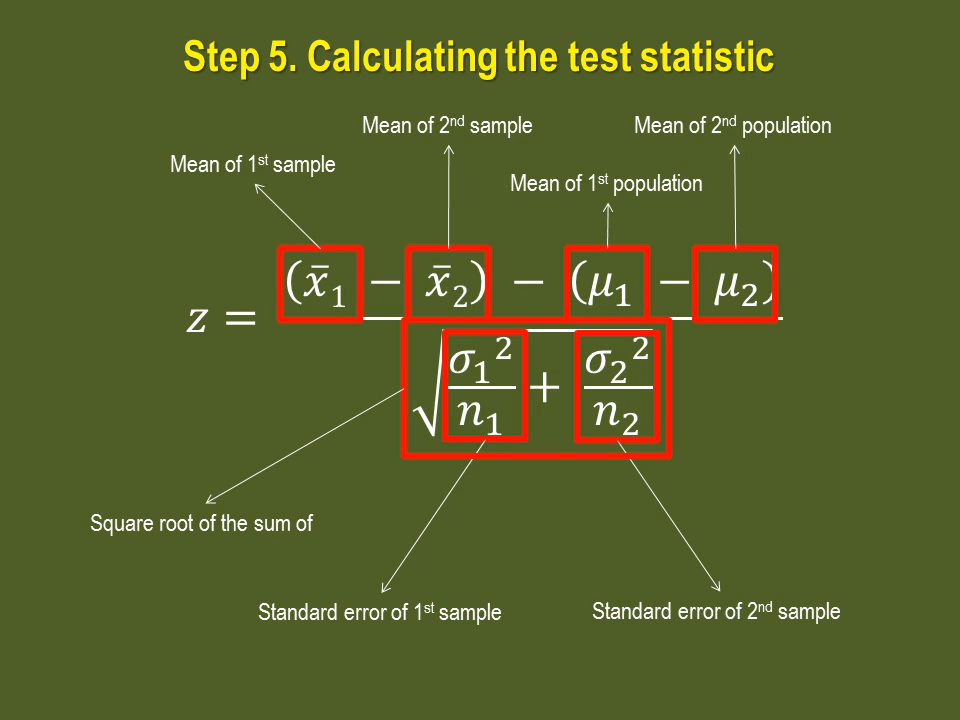 Step 5. Calculating the test statistic
Mean of 2nd sample
Mean of 2nd population
Mean of 1st sample
Mean of 1st population
z = ((x̄₁ − x̄₂) − (μ₁ − μ₂)) / √(σ₁²/n₁ + σ₂²/n₂)
Square root of the sum of
Standard error of 1st sample
Standard error of 2nd sample